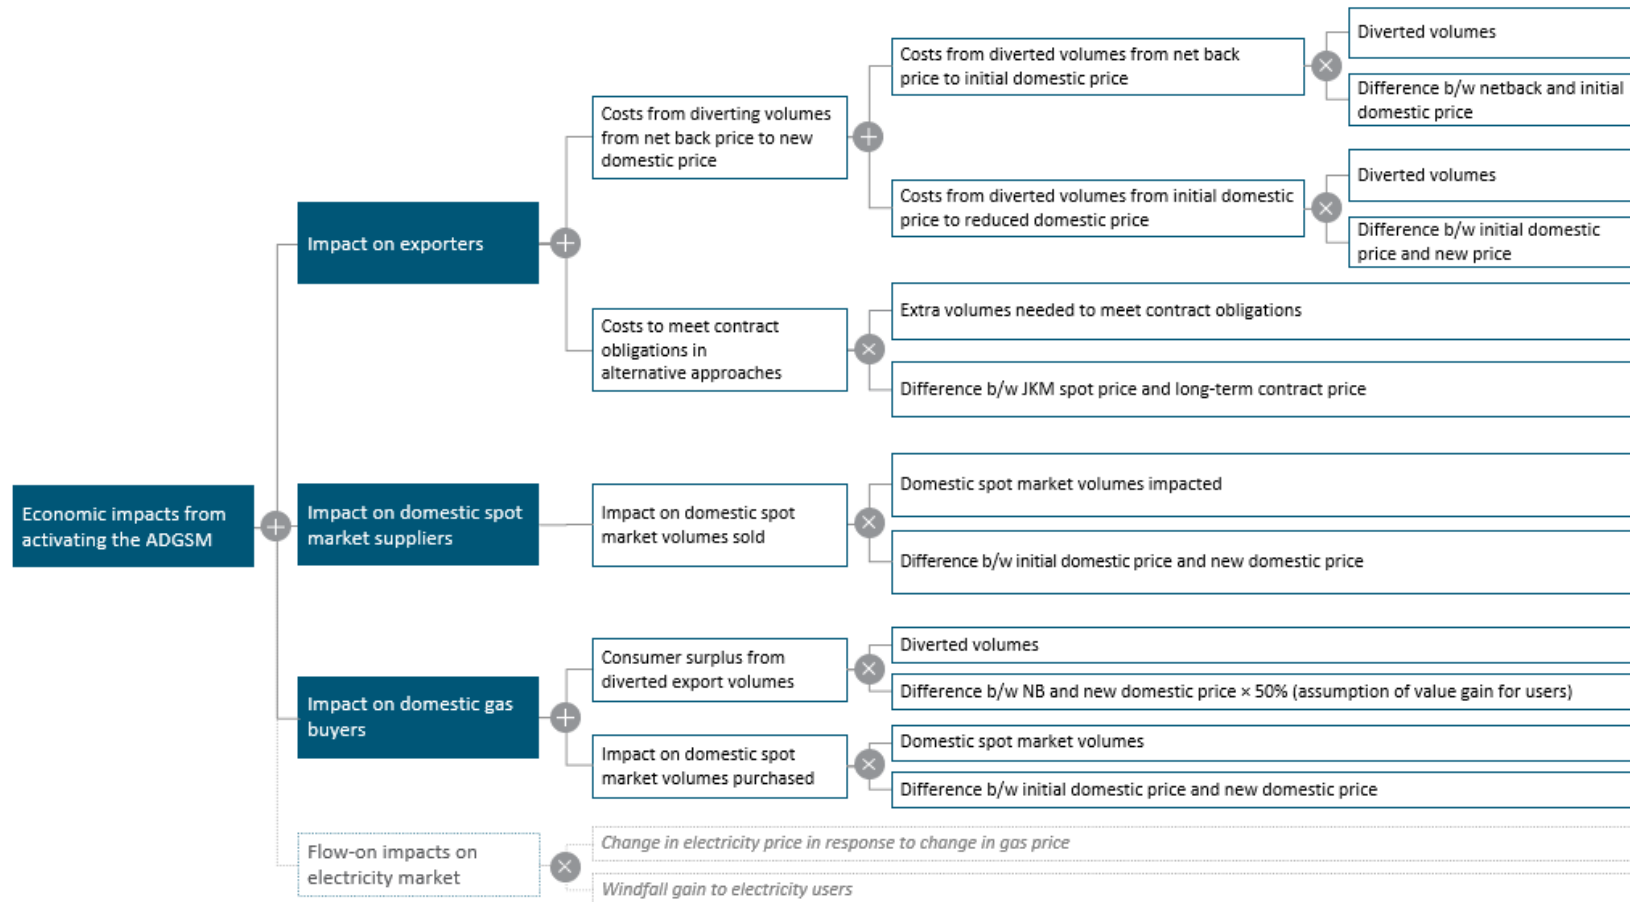 Economic impacts from
activating the ADGSM
Impact on exporters
Costs from diverting volumes
from net back price to new
domestic price
Costs from diverted volumes from net back
price to initial domestic price
Diverted volumes
Difference b/w netback and initial
domestic price
Costs from diverted volumes from initial domestic
price to reduced domestic price
Diverted volumes
Difference b/w initial domestic
price and new price
Costs to meet contract
obligations in
alternative approaches
Extra volumes needed to meet contract obligations
Difference b/w JKM spot price and long-term contract price
Impact on domestic spot
market suppliers
Impact on domestic spot
market volumes sold
Domestic spot market volumes impacted
Difference b/w initial domestic price and new domestic price
Impact on domestic gas
buyers
Consumer surplus from
diverted export volumes
Diverted volumes
Difference b/w NB and new domestic price × 50% (assumption of value gain for users)
Impact on domestic spot
market volumes purchased
Domestic spot market volumes
Difference b/w initial domestic price and new domestic price
Flow-on impacts on
electricity market
Change in electricity price in response to change in gas price
Windfall gain to electricity users